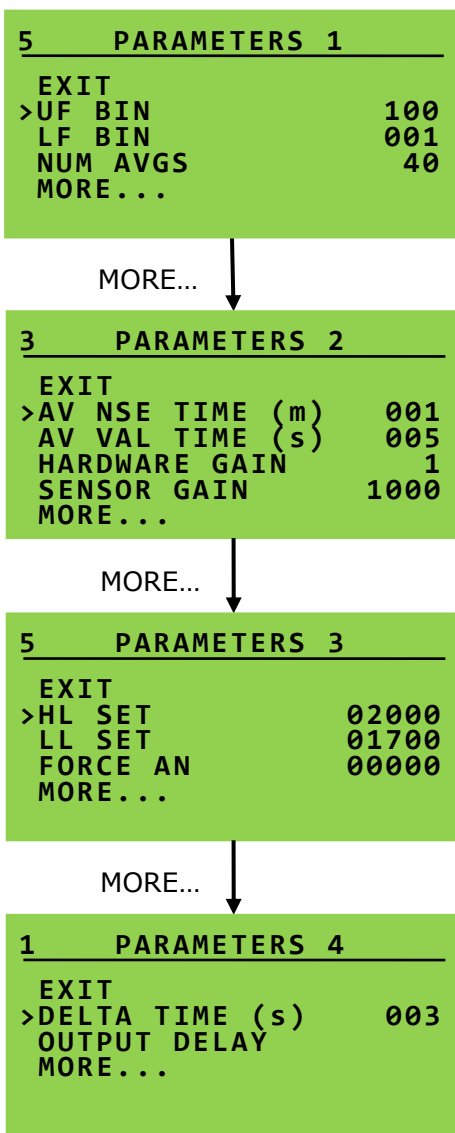 5 PARAMETERS 1
EXIT
>UF BIN 100
LF BIN 001
NUM AVGS 40
MORE...
MORE...
3 PARAMETERS 2
EXIT
>AV NSE TIME (m) 001
AV VAL TIME (s) 005
HARDWARE GAIN 1
SENSOR GAIN 1000
MORE...
MORE...
5 PARAMETERS 3
EXIT
>HL SET 02000
LL SET 01700
FORCE AN 00000
MORE...
MORE...
1 PARAMETERS 4
EXIT
>DELTA TIME (s) 003
OUTPUT DELAY
MORE...